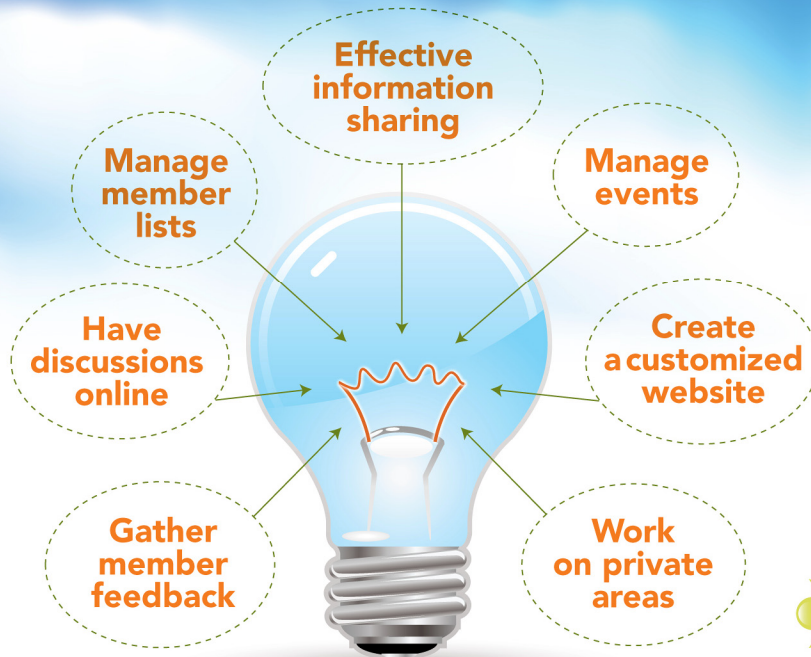 Effective
information
sharing
Manage
member
lists
Manage
events
Have
discussions
online
Create
a customized
website
Gather
member
feedback
Work
on private
areas